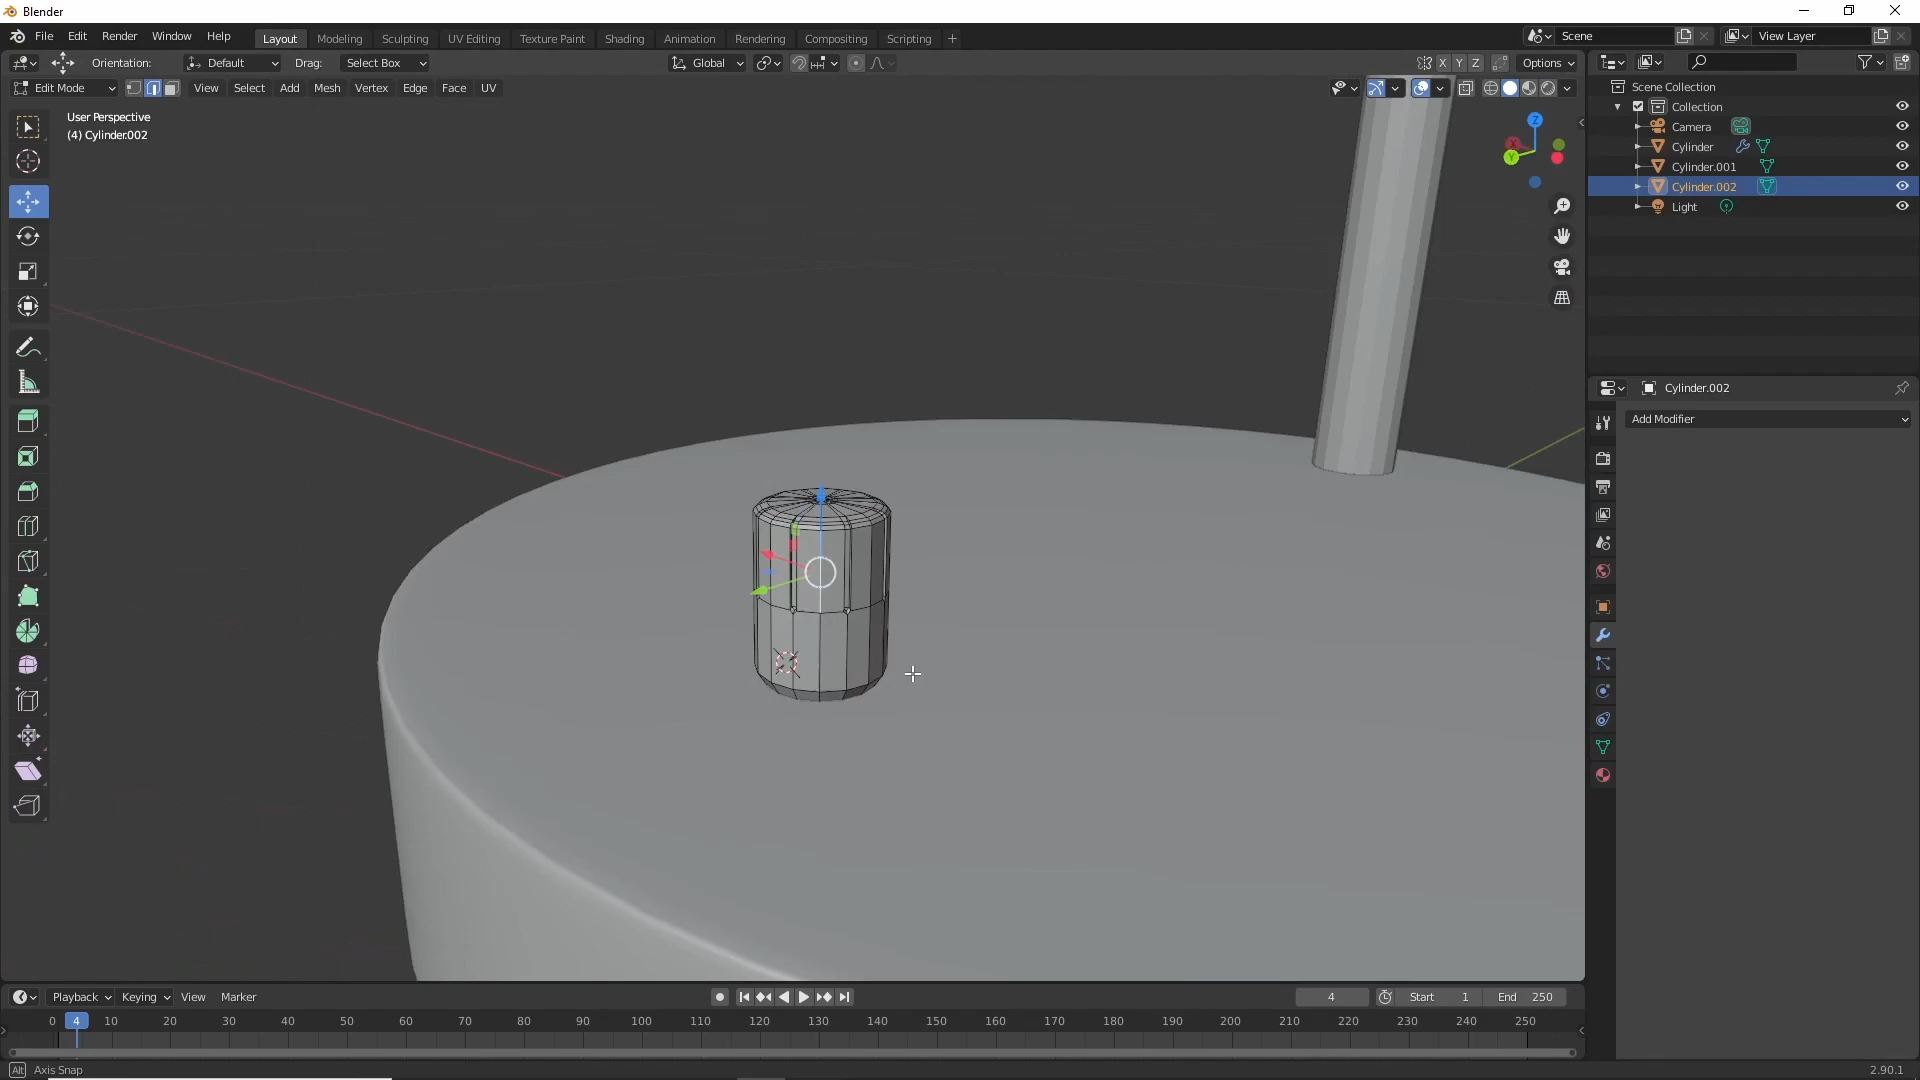 Blender
File Edit Render Window Help
Layout Modeling Sculpting UV Editing Texture Paint Shading Animation Rendering Compositing Scripting +
Scene
View Layer
Orientation: Default Drag: Select Box
Global
X Y Z Options
Edit Mode View Select Add Mesh Vertex Edge Face UV
User Perspective
(4) Cylinder.002
Z
Y
Scene Collection
Collection
Camera
Cylinder
Cylinder.001
Cylinder.002
Light
Cylinder.002
Add Modifier
Playback Keying View Marker
4 Start 1 End 250
0 4 10 20 30 40 50 60 70 80 90 100 110 120 130 140 150 160 170 180 190 200 210 220 230 240 250
Alt Axis Snap
2.90.1